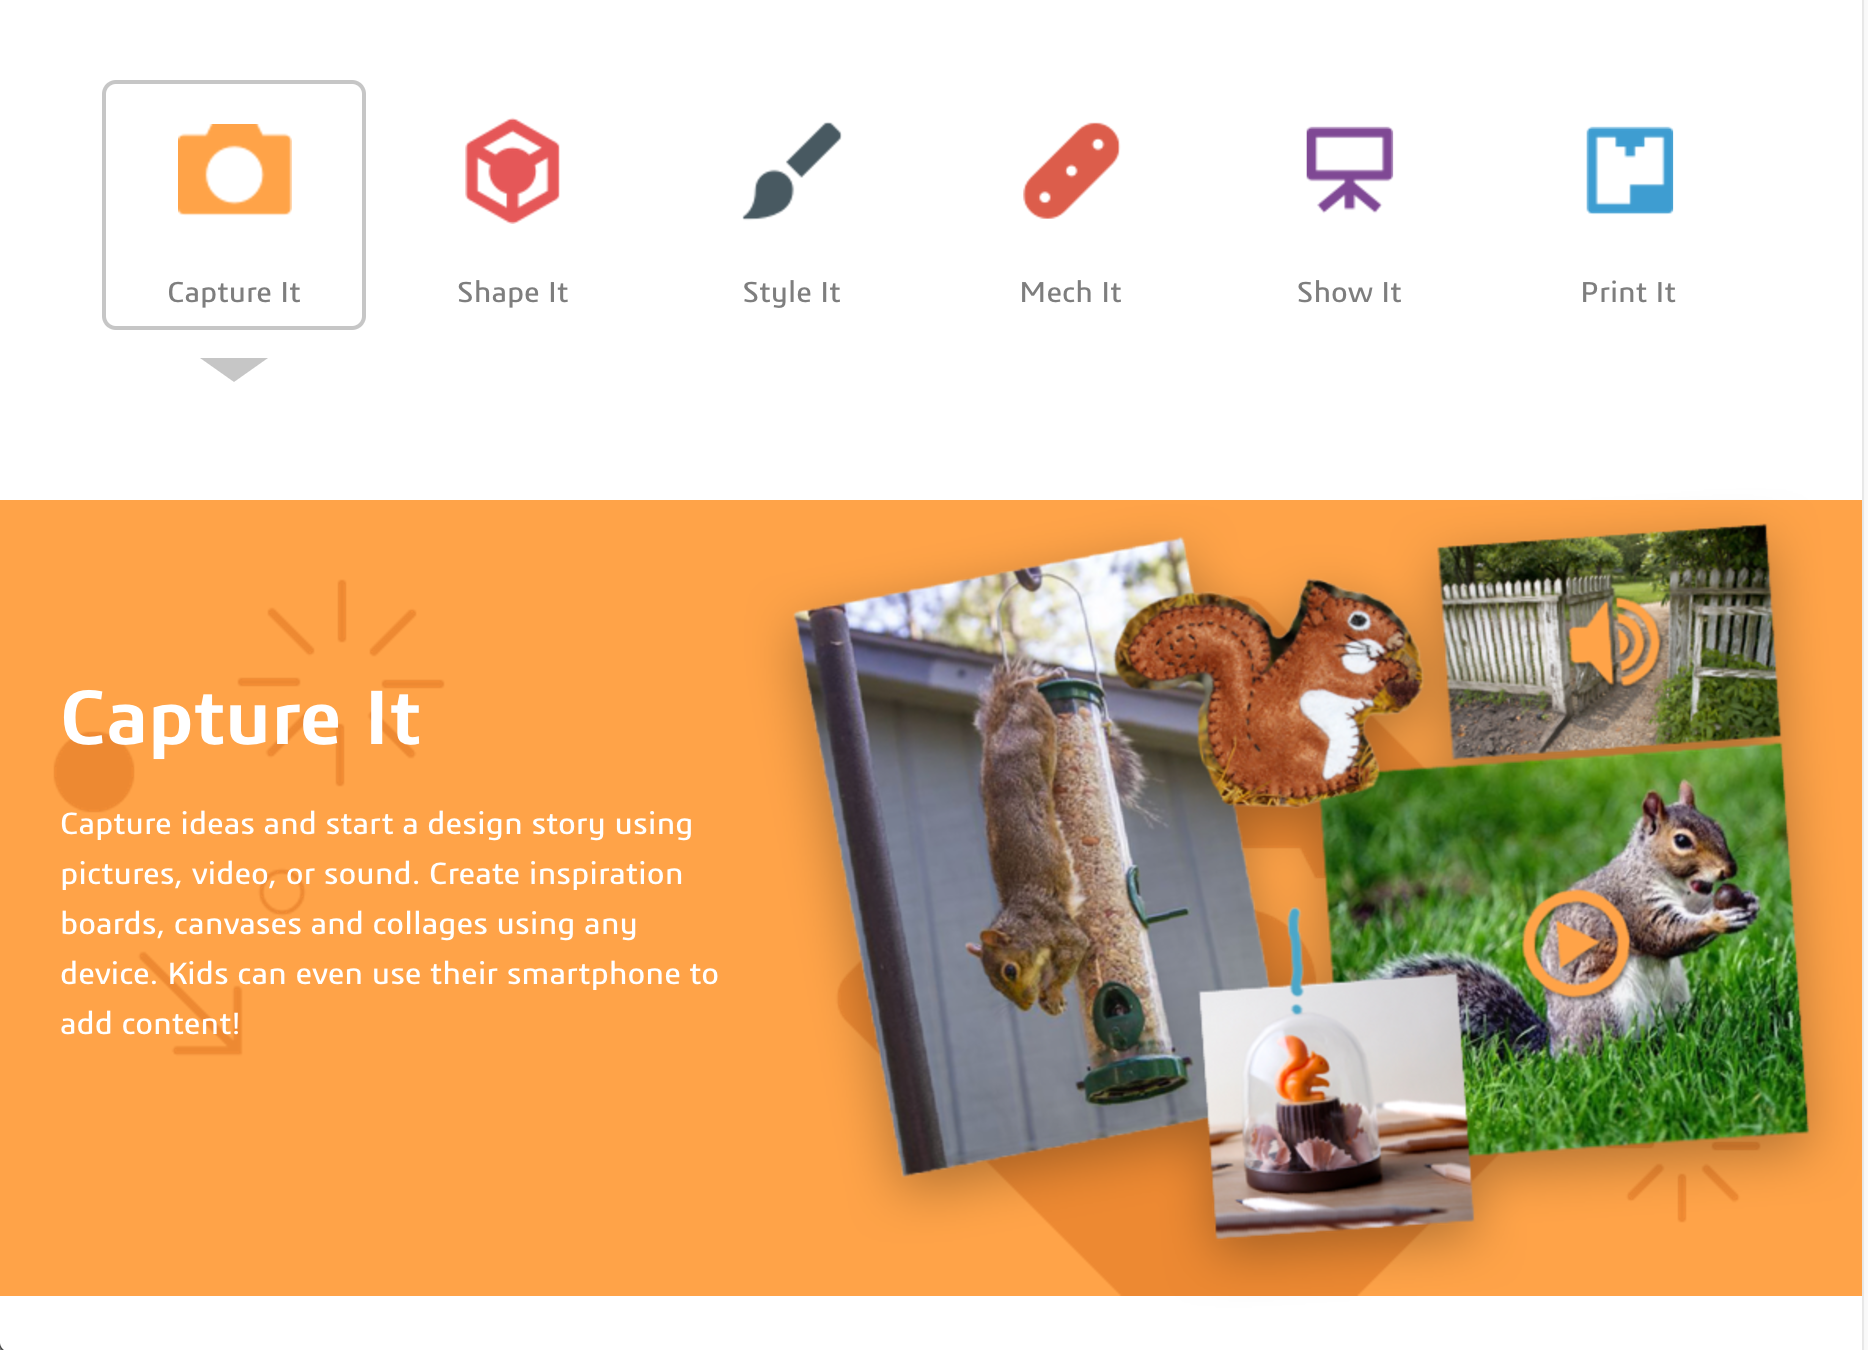 Capture It
Shape It
Style It
Mech It
Show It
Print It
Capture It
Capture ideas and start a design story using
pictures, video, or sound. Create inspiration
boards, canvases and collages using any
device. Kids can even use their smartphone to
add content!